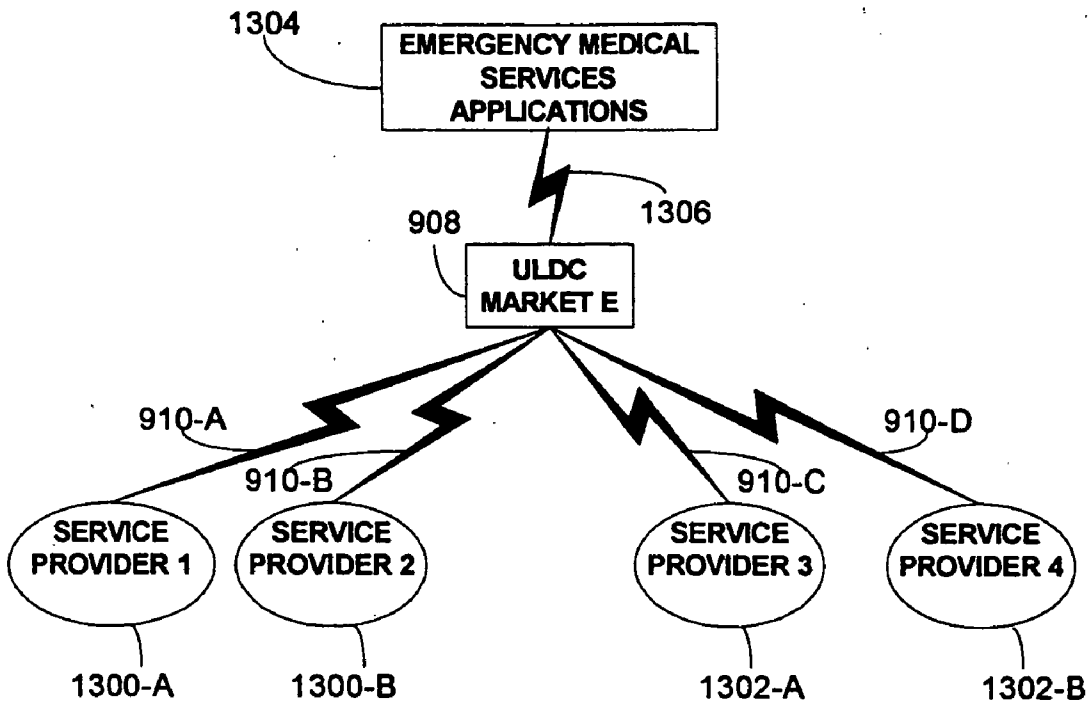 1304
EMERGENCY MEDICAL
SERVICES
APPLICATIONS
1306
908
ULDC
MARKET E
910-A
910-B
910-C
910-D
SERVICE
PROVIDER 1
SERVICE
PROVIDER 2
SERVICE
PROVIDER 3
SERVICE
PROVIDER 4
1300-A
1300-B
1302-A
1302-B